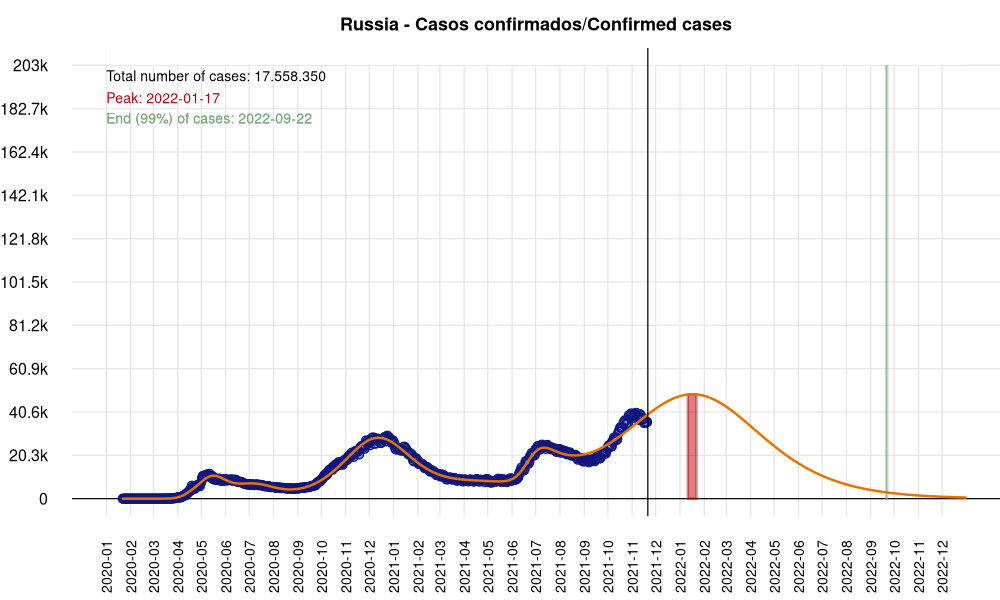 Russia - Casos confirmados/Confirmed cases
203k
Total number of cases: 17.558.350
Peak: 2022-01-17
182.7k
End (99%) of cases: 2022-09-22
162.4k
142.1k
121.8k
101.5k
81.2k
60.9k
40.6k
20.3k
0
2020-01
2020-02
2020-03
2020-04
2020-05
2020-06
2020-07
2020-08
2020-09
2020-10
2020-11
2020-12
2021-01
2021-02
2021-03
2021-04
2021-05
2021-06
2021-07
2021-08
2021-09
2021-10
2021-11
2021-12
2022-01
2022-02
2022-03
2022-04
2022-05
2022-06
2022-07
2022-08
2022-09
2022-10
2022-11
2022-12